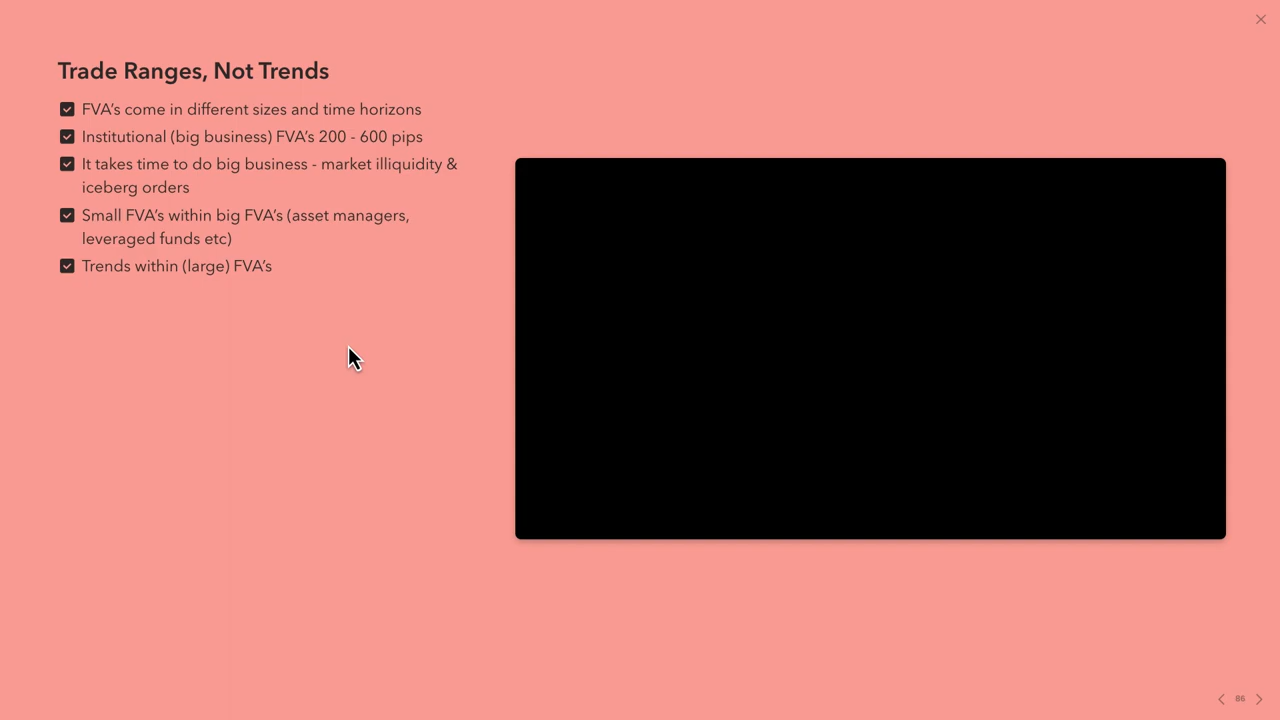 Trade Ranges, Not Trends
FVA's come in different sizes and time horizons
Institutional (big business) FVA's 200 - 600 pips
It takes time to do big business - market illiquidity &
iceberg orders
Small FVA's within big FVA's (asset managers,
leveraged funds etc)
Trends within (large) FVA's
86